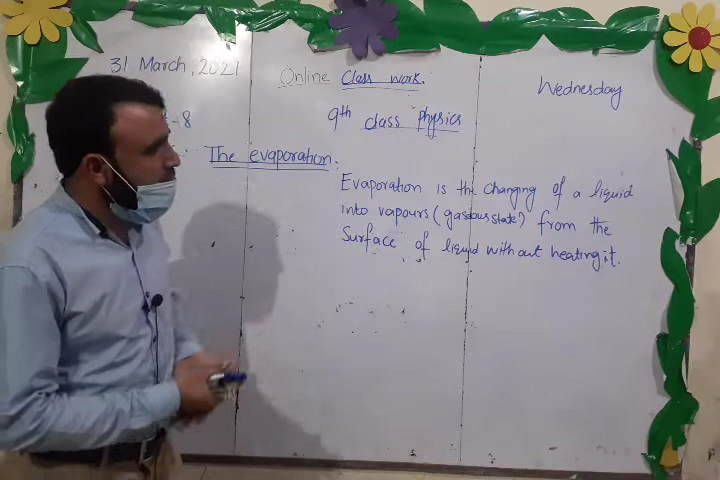 31 March, 2021
Online Class work.
Wednesday
9th class physics
-8
The evaporation.
Evaporation is the changing of a liquid
into vapours (gasdous state) from the
Surface of liquid without heating it.